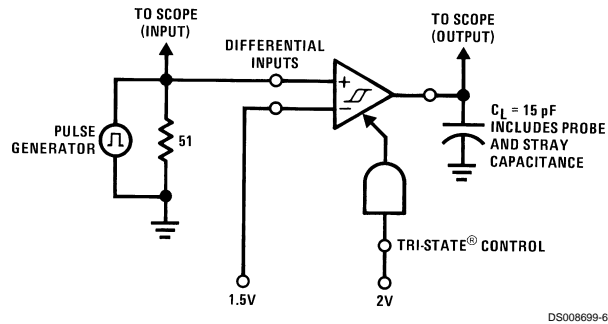 TO SCOPE
(INPUT)
TO SCOPE
(OUTPUT)
DIFFERENTIAL
INPUTS
+
−
PULSE
GENERATOR
51
CL = 15 pF
INCLUDES PROBE
AND STRAY
CAPACITANCE
TRI-STATE® CONTROL
1.5V
2V
DS008699-6